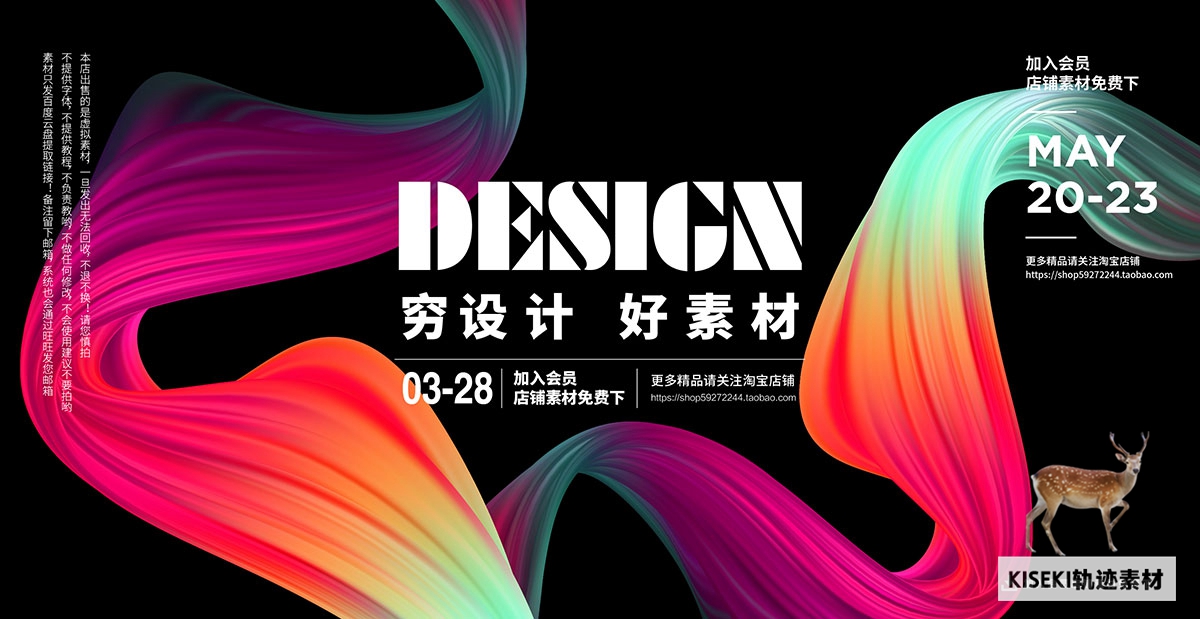 本店出售的是虚拟素材,一旦发出无法回收,不退不换!请您慎拍
不提供字体,不提供教程,不负责教哟,不做任何修改,不会使用建议不要拍哟
素材只发百度云盘提取链接!备注留下邮箱,系统也会通过旺旺发您邮箱
DESIGN
穷设计 好素材
03-28
加入会员
店铺素材免费下
更多精品请关注淘宝店铺
https://shop59272244.taobao.com
加入会员
店铺素材免费下
MAY
20-23
更多精品请关注淘宝店铺
https://shop59272244.taobao.com
KISEKI轨迹素材